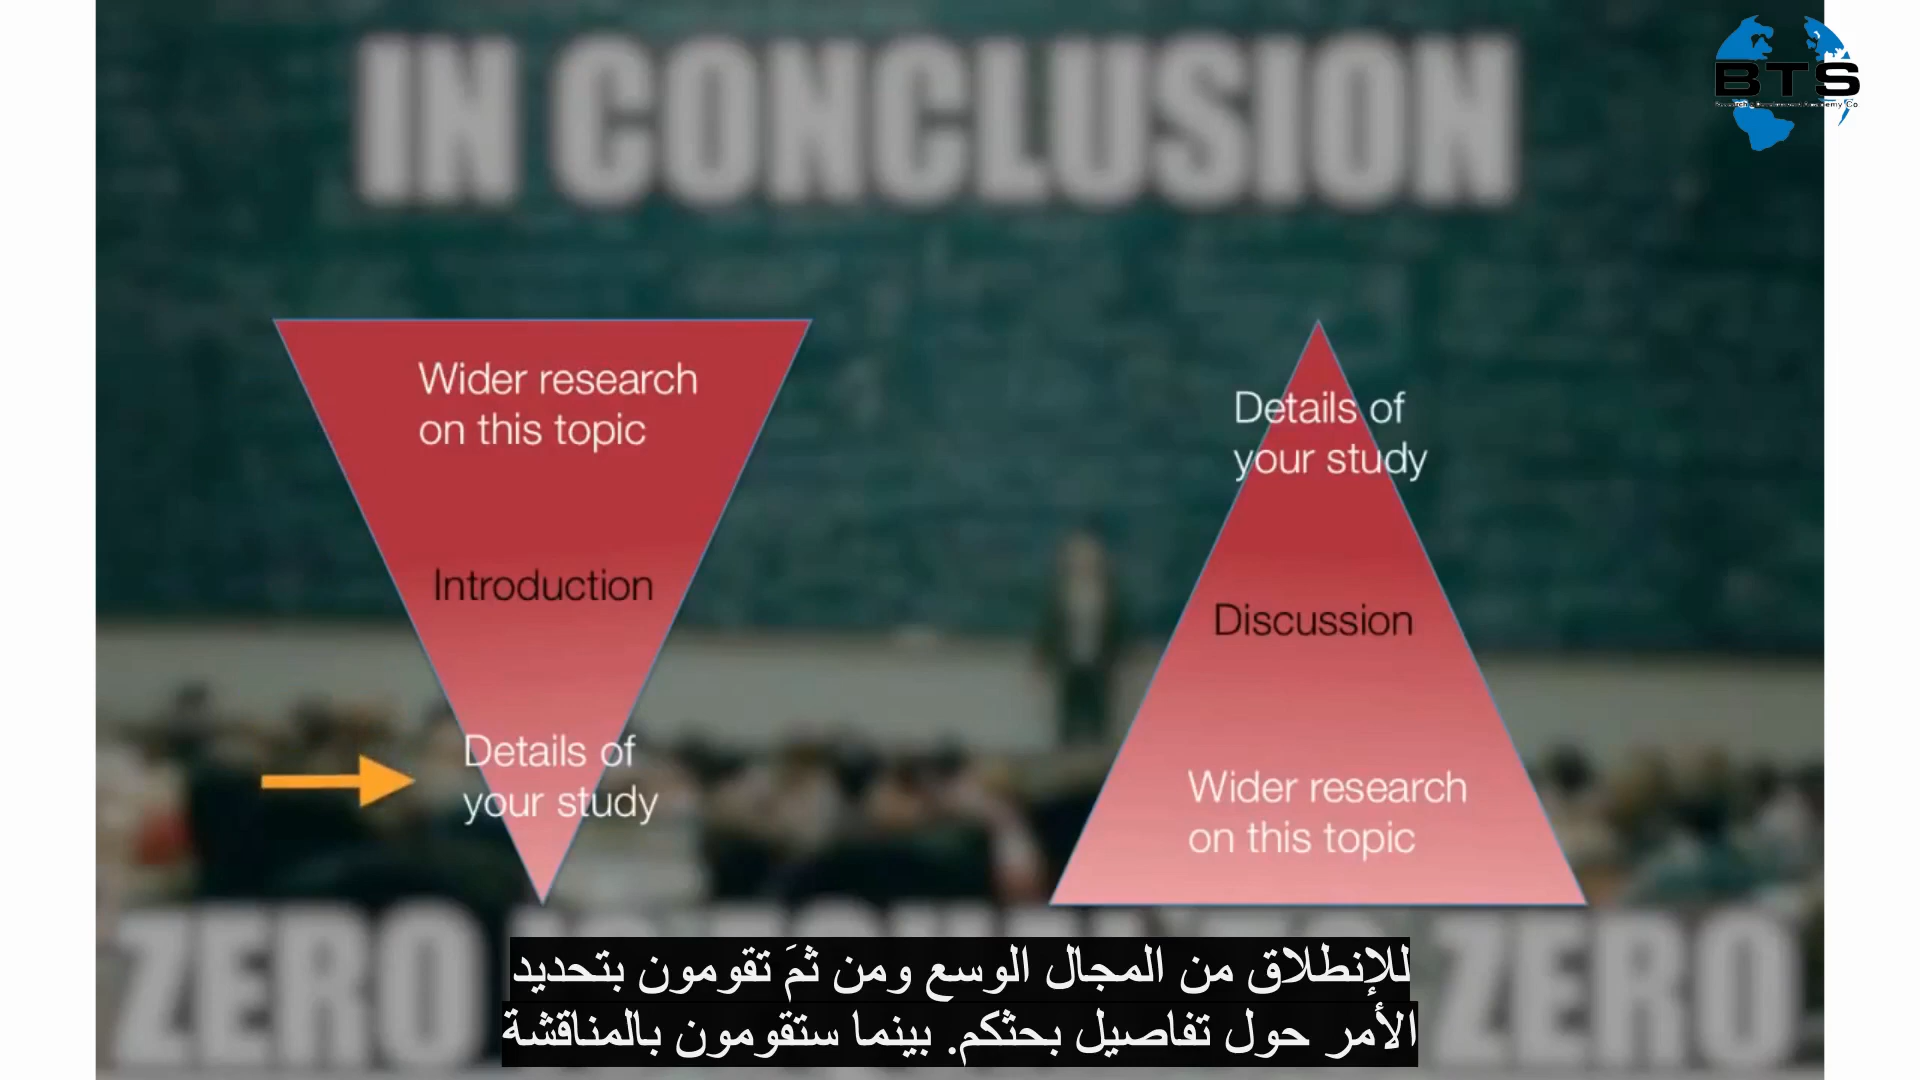 IN CONCLUSION
BTS
Wider research
on this topic
Introduction
Details of
your study
Details of
your study
Discussion
Wider research
on this topic
ZERO
ZERO
للإنطلاق من المجال الوسع ومن ثمَ تقومون بتحديد
الأمر حول تفاصيل بحثكم. بينما ستقومون بالمناقشة